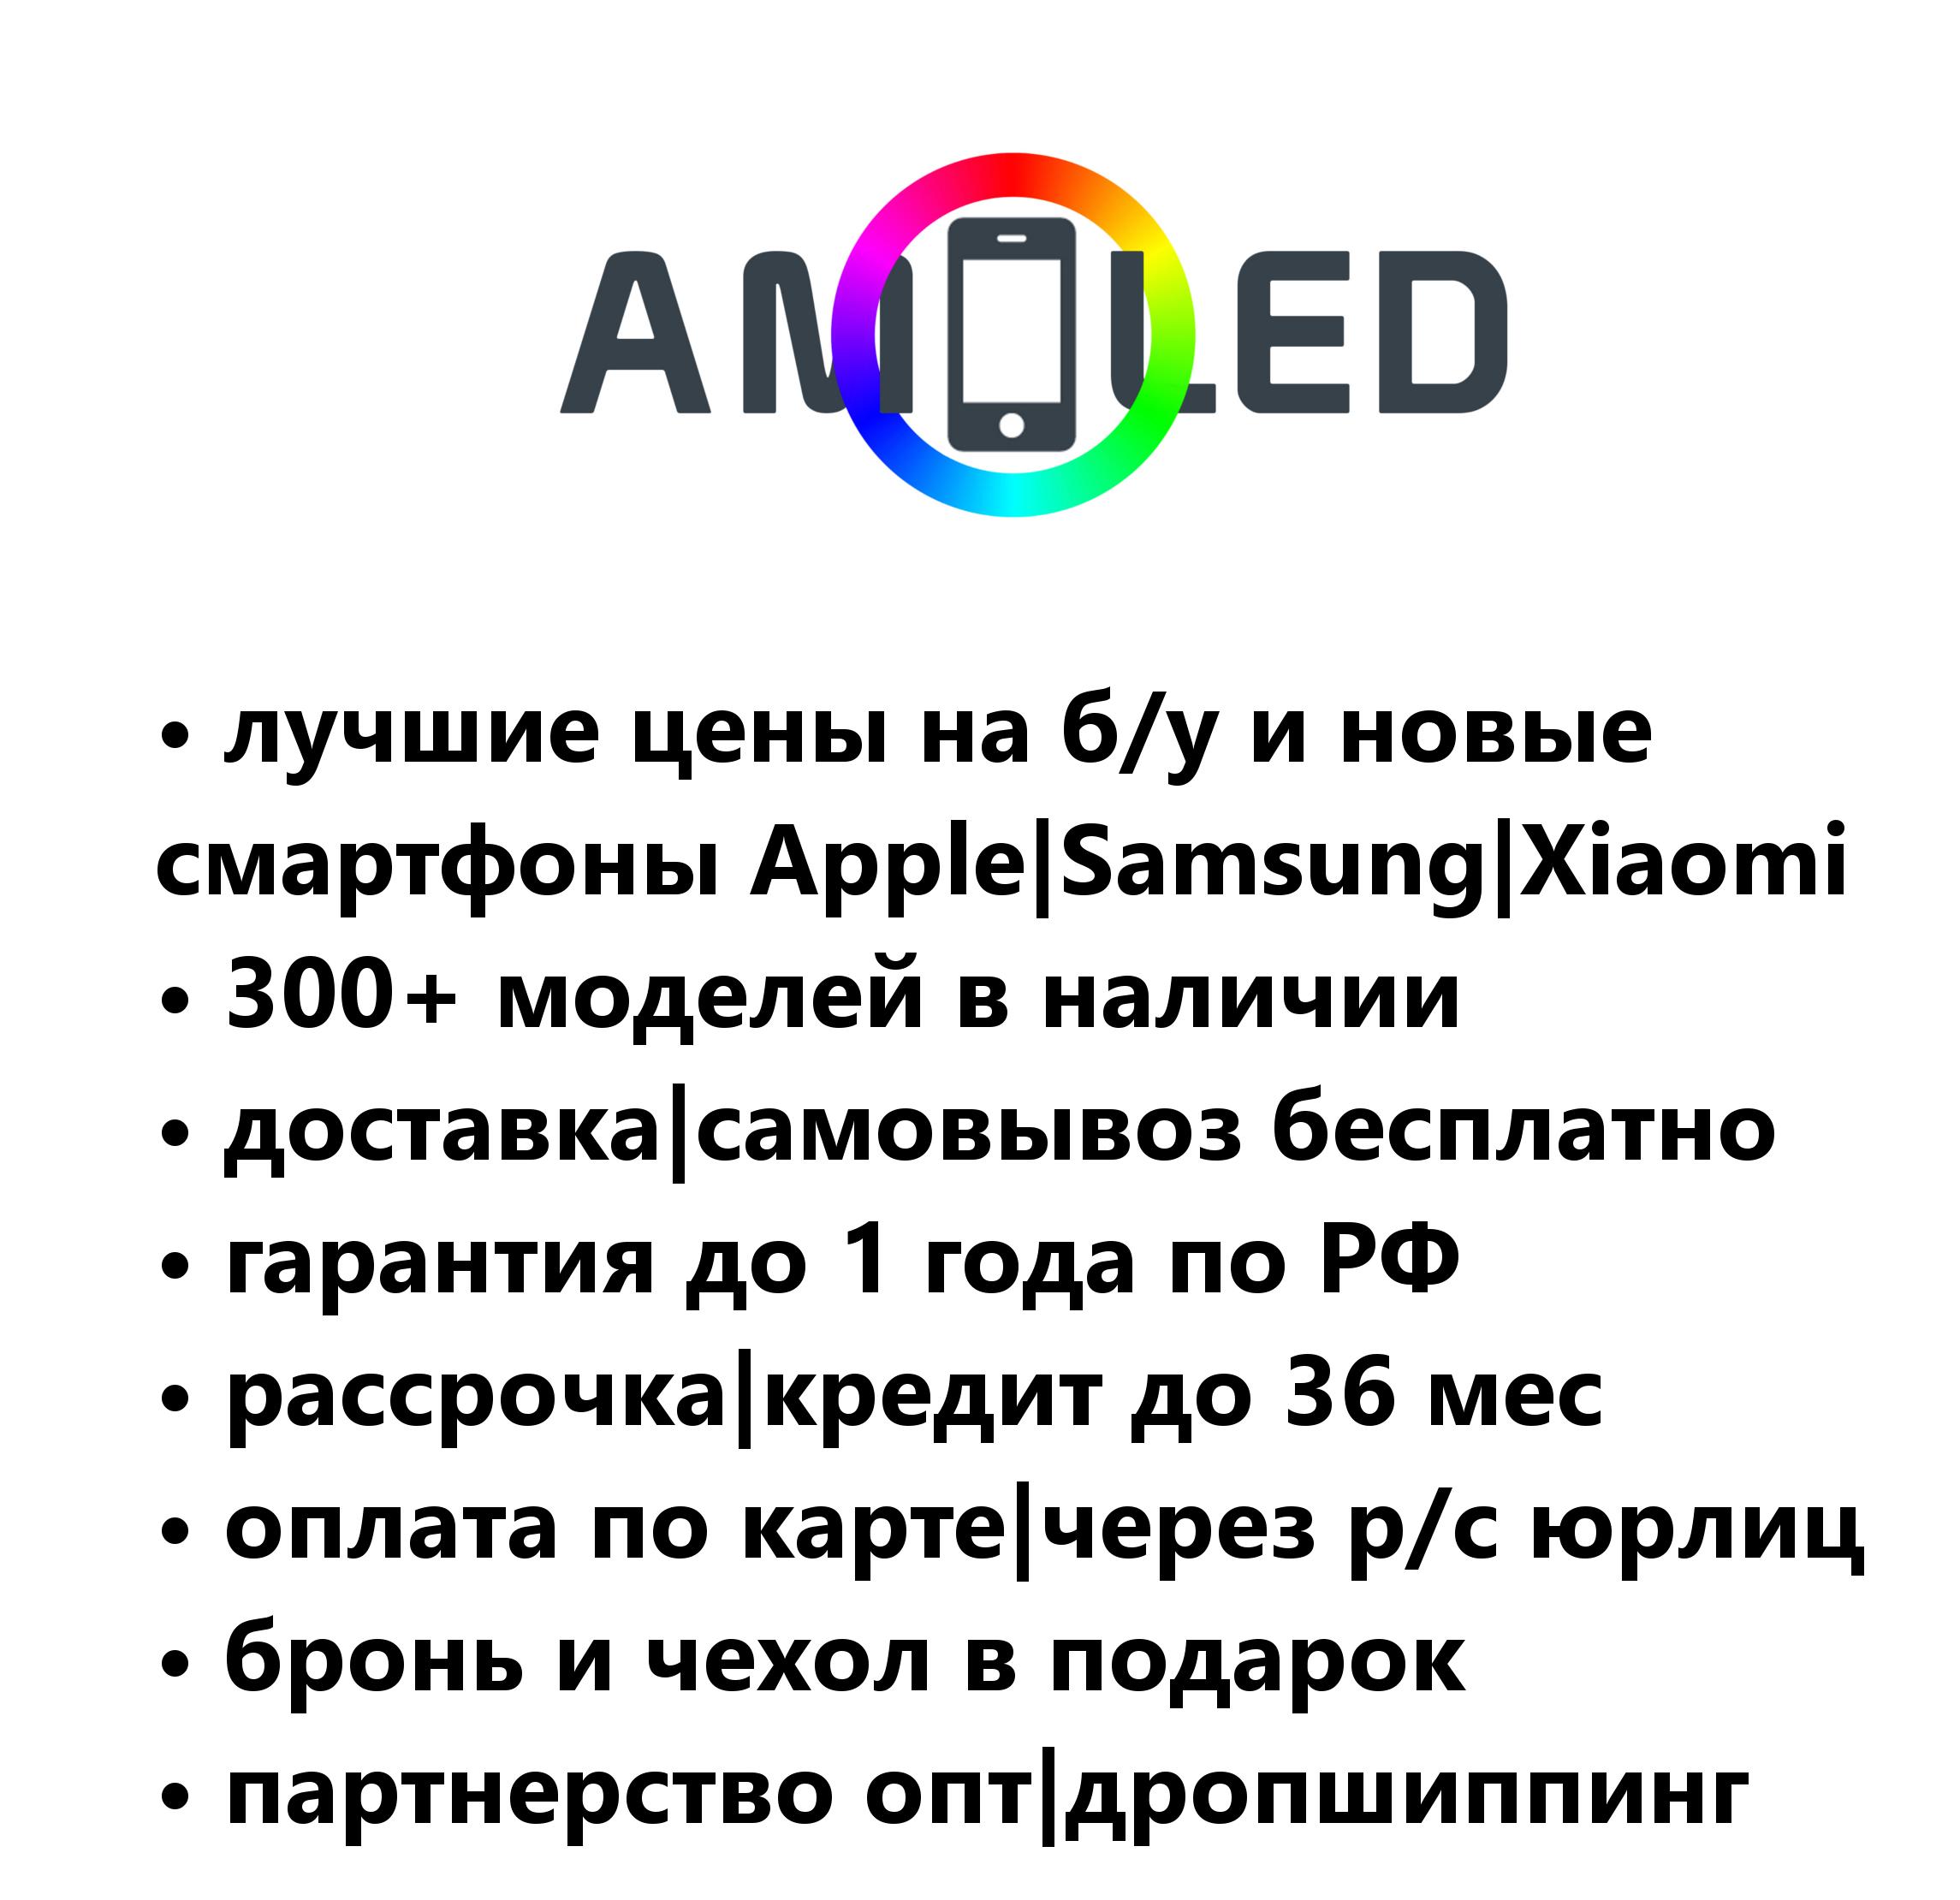 AMOLED
• лучшие цены на б/у и новые
смартфоны Apple|Samsung|Xiaomi
• 300+ моделей в наличии
• доставка|самовывоз бесплатно
• гарантия до 1 года по РФ
• рассрочка|кредит до 36 мес
• оплата по карте|через р/с юрлиц
• бронь и чехол в подарок
• партнерство опт|дропшиппинг